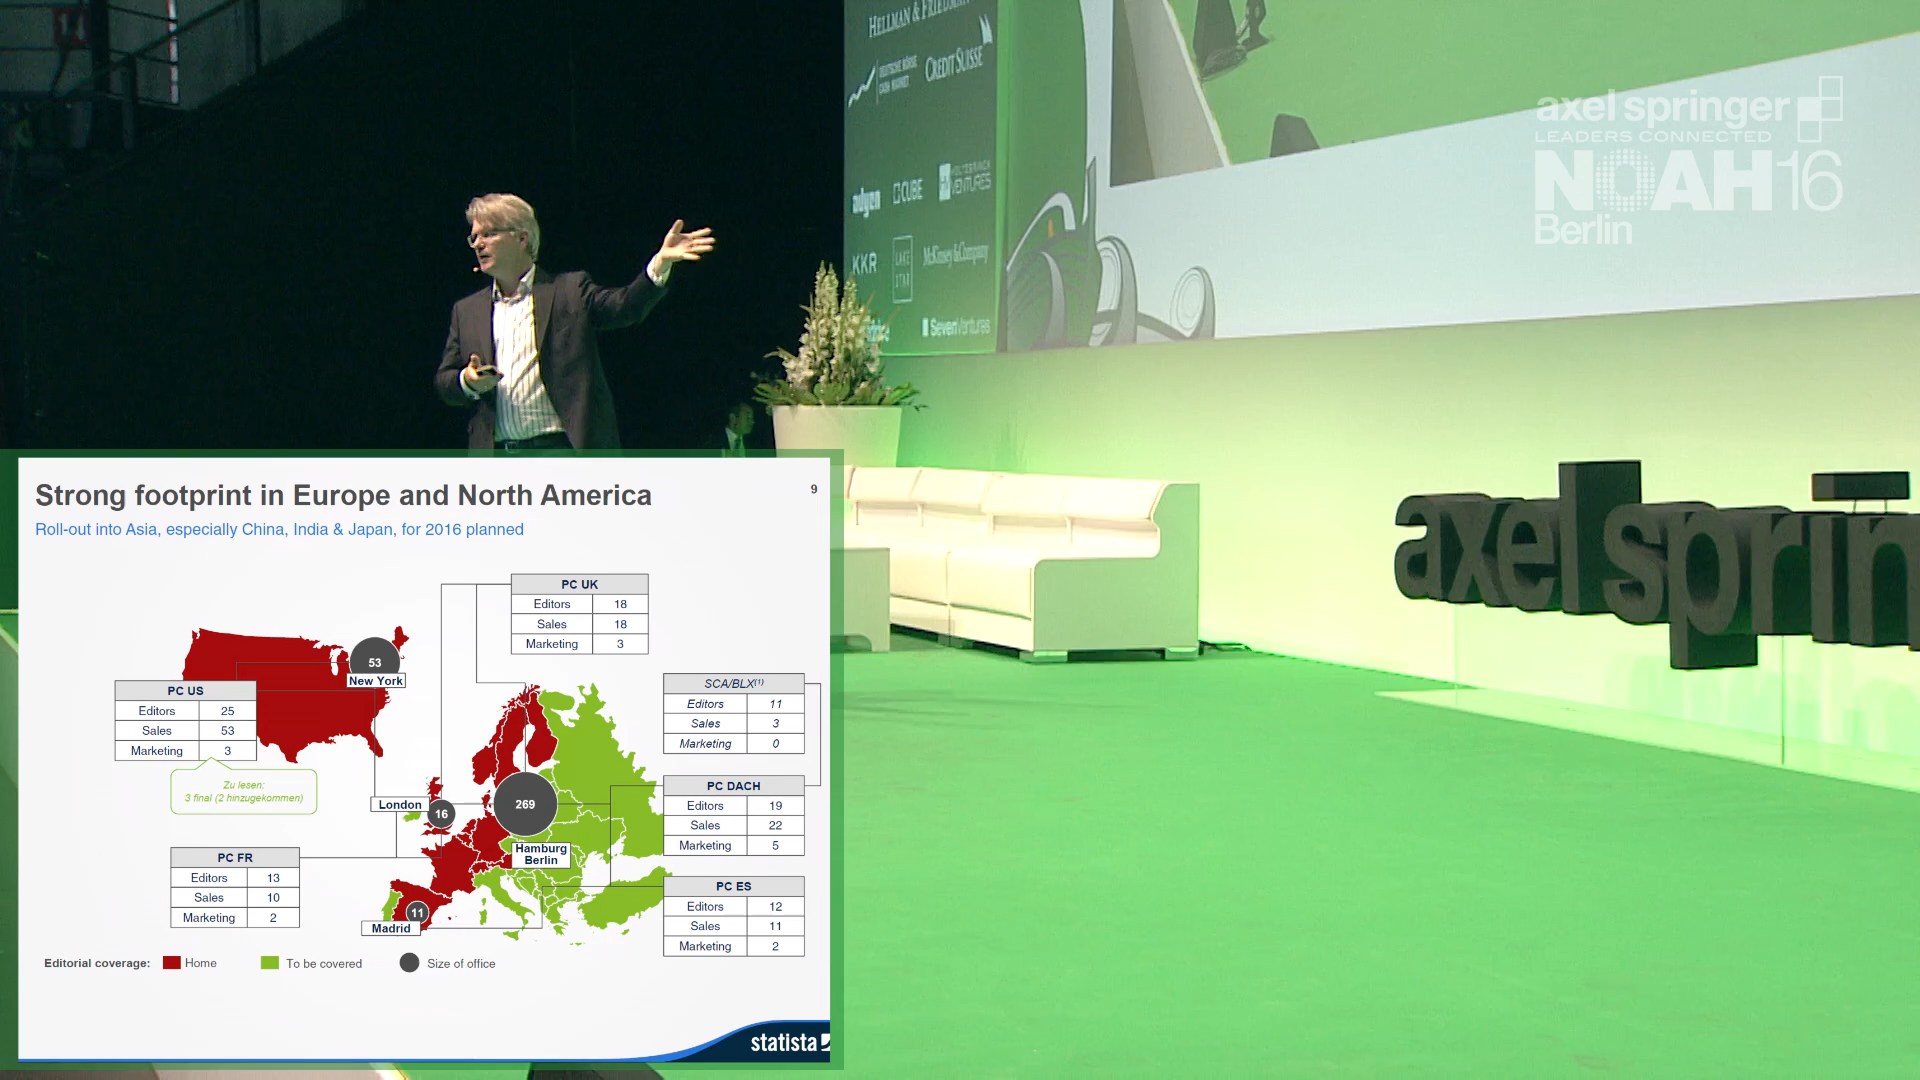 HELLMAN & FRIEDMAN
DEUTSCHE BÖRSE
CASH MARKET
CREDIT SUISSE
adyen
CUBE
HOLTZBRINCK
VENTURES
KKR
LAKE
STAR
McKinsey&Company
SevenVentures
axel springer
LEADERS CONNECTED
NOAH16
Berlin
axel sprin
Strong footprint in Europe and North America
9
Roll-out into Asia, especially China, India & Japan, for 2016 planned
PC UK
Editors 18
Sales 18
Marketing 3
53
New York
PC US
Editors 25
Sales 53
Marketing 3
Zu lesen:
3 final (2 hinzugekommen)
SCA/BLX(1)
Editors 11
Sales 3
Marketing 0
London
16
269
Hamburg
Berlin
PC DACH
Editors 19
Sales 22
Marketing 5
PC FR
Editors 13
Sales 10
Marketing 2
11
Madrid
PC ES
Editors 12
Sales 11
Marketing 2
Editorial coverage: Home To be covered Size of office
statista